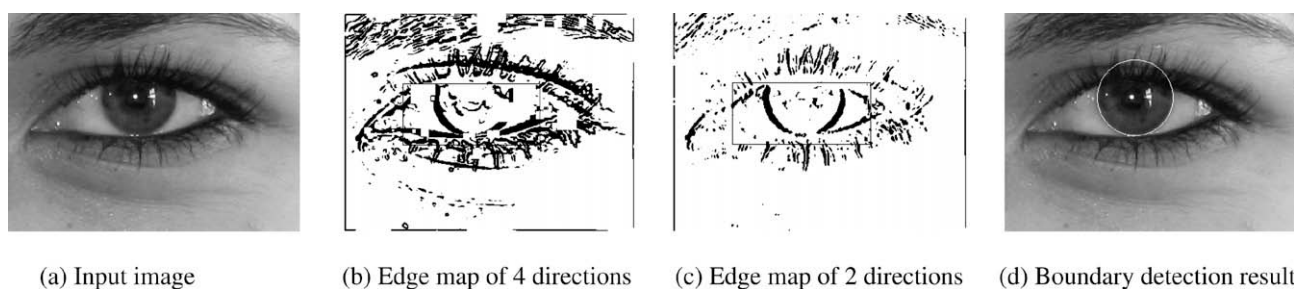 (a) Input image
(b) Edge map of 4 directions
(c) Edge map of 2 directions
(d) Boundary detection result